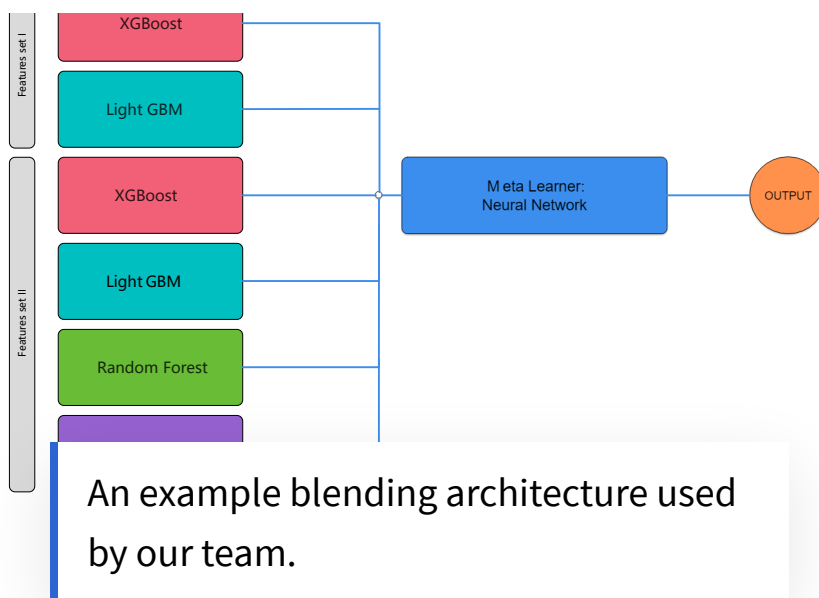 Features set I
XGBoost
Light GBM
Features set II
XGBoost
Light GBM
Random Forest
Meta Learner:
Neural Network
OUTPUT
An example blending architecture used
by our team.